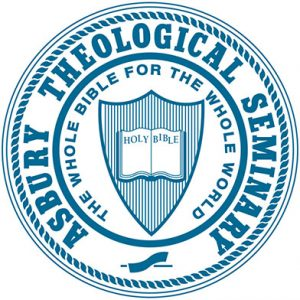 ASBURY THEOLOGICAL SEMINARY
THE WHOLE BIBLE FOR THE WHOLE WORLD
HOLY BIBLE